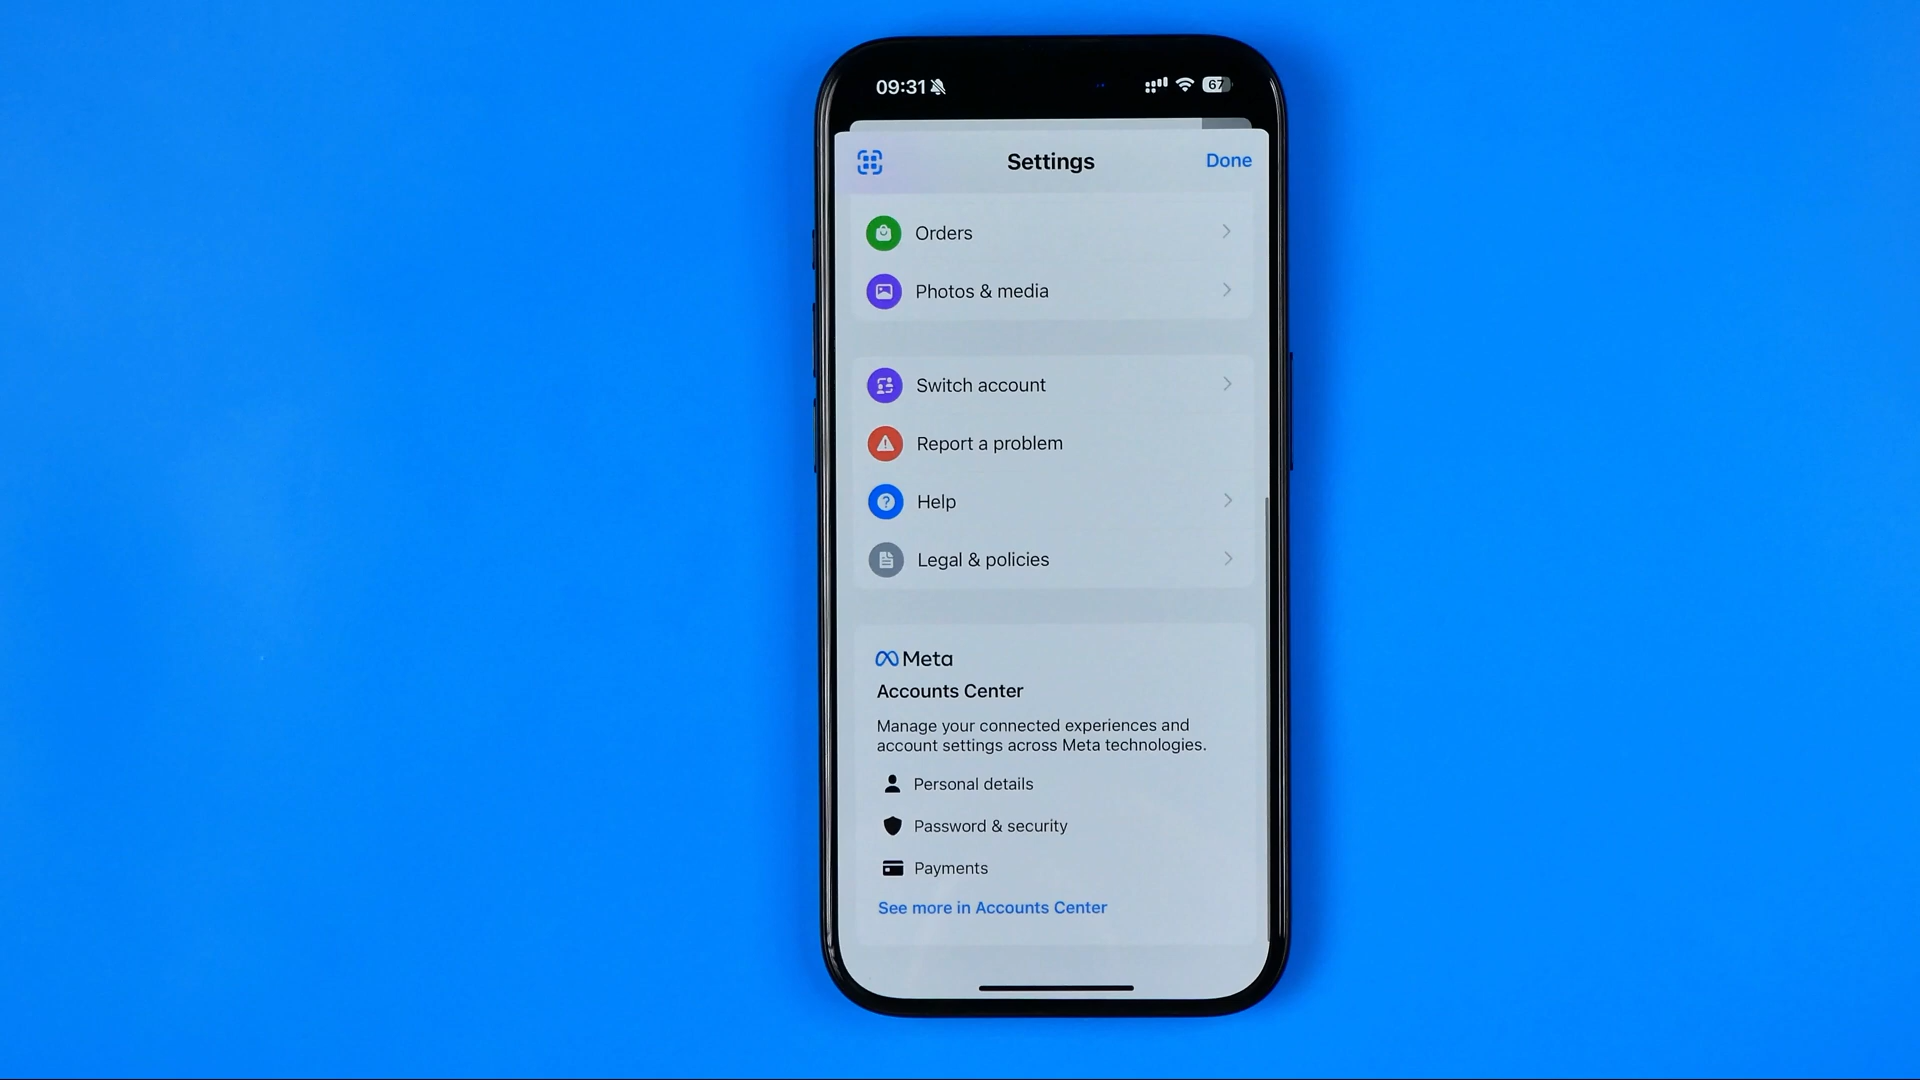 09:31
67
Settings
Done
Orders
Photos & media
Switch account
Report a problem
Help
Legal & policies
Meta
Accounts Center
Manage your connected experiences and
account settings across Meta technologies.
Personal details
Password & security
Payments
See more in Accounts Center